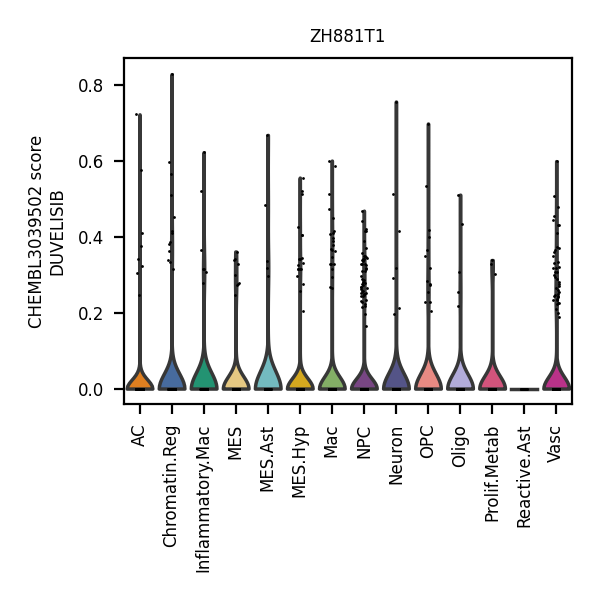 ZH881T1
CHEMBL3039502 score
DUVELISIB
0.8
0.6
0.4
0.2
0.0
AC
Chromatin.Reg
Inflammatory.Mac
MES
MES.Ast
MES.Hyp
Mac
NPC
Neuron
OPC
Oligo
Prolif.Metab
Reactive.Ast
Vasc